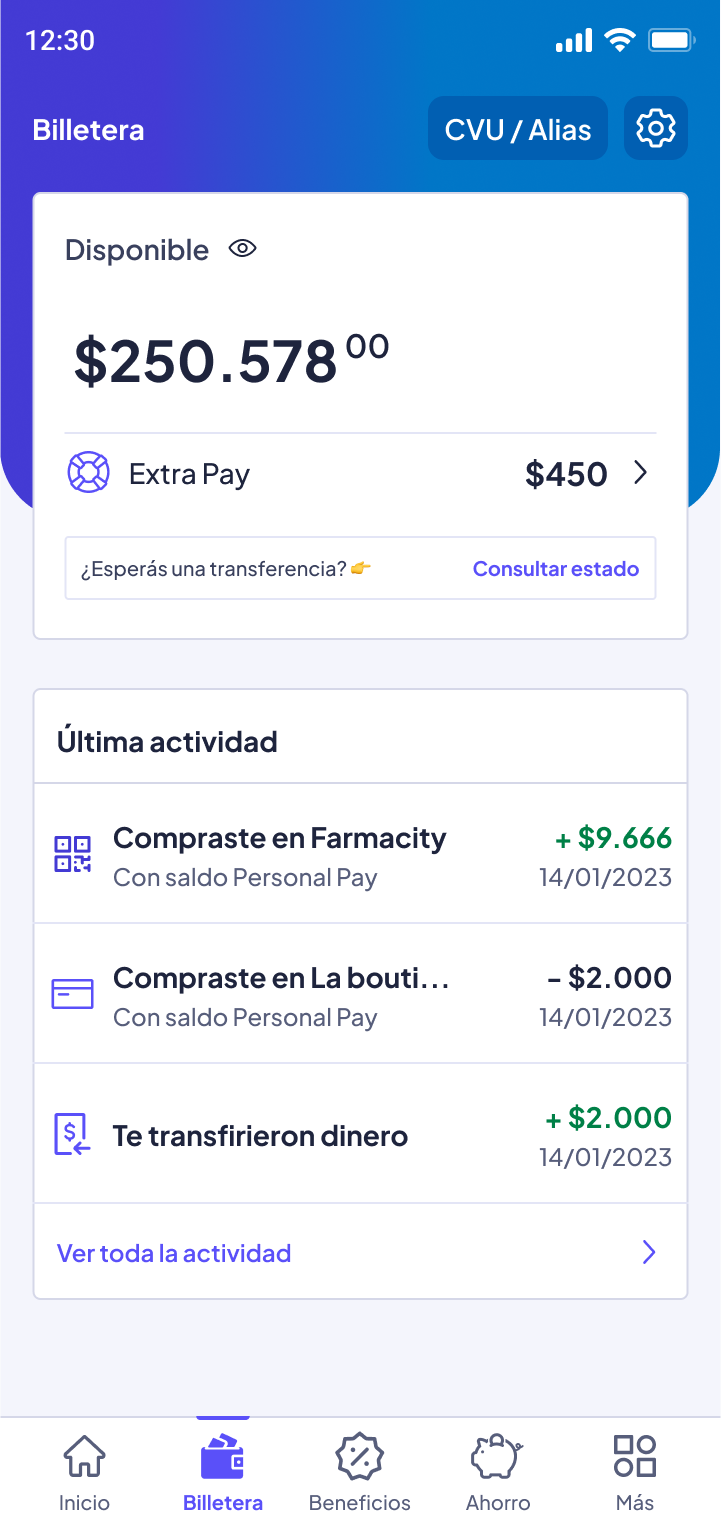 12:30
Billetera
CVU / Alias
Disponible
$250.578 00
Extra Pay
$450
¿Esperás una transferencia? 👉
Consultar estado
Última actividad
Compraste en Farmacity
+ $9.666
Con saldo Personal Pay
14/01/2023
Compraste en La bouti...
- $2.000
Con saldo Personal Pay
14/01/2023
Te transfirieron dinero
+ $2.000
14/01/2023
Ver toda la actividad
Inicio
Billetera
Beneficios
Ahorro
Más